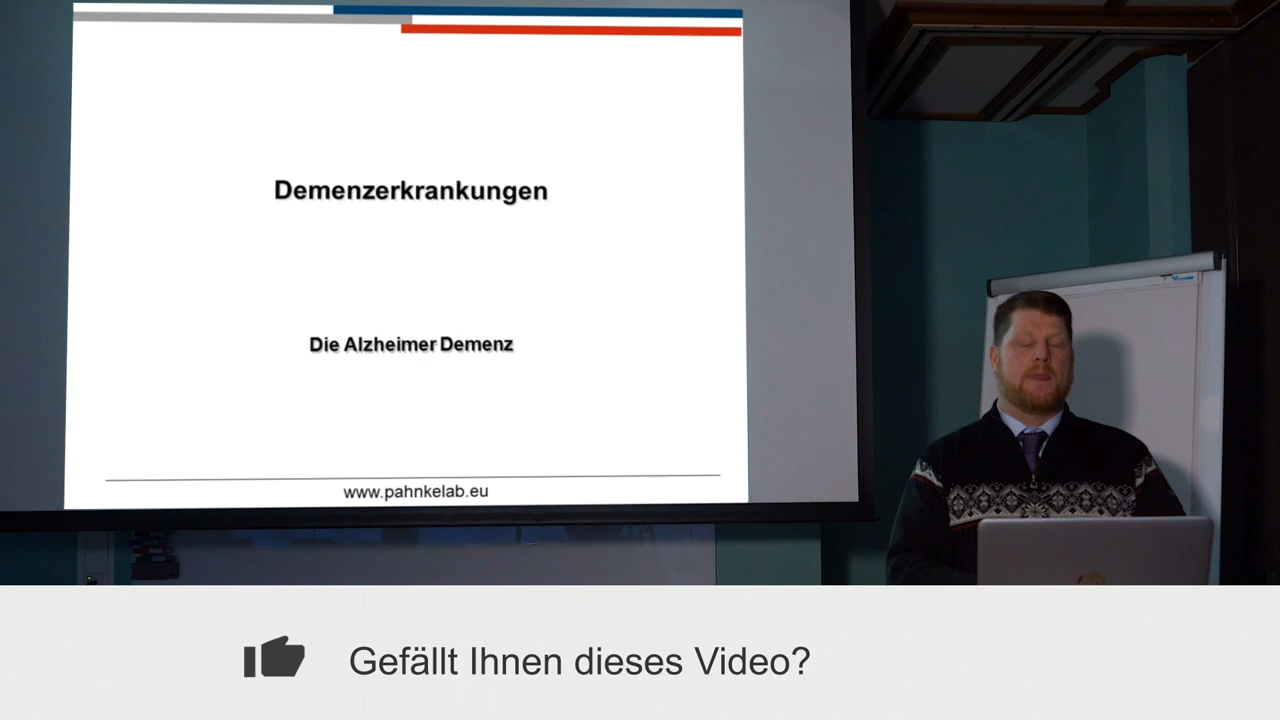 Demenzerkrankungen
Die Alzheimer Demenz
www.pahnkelab.eu
Gefällt Ihnen dieses Video?